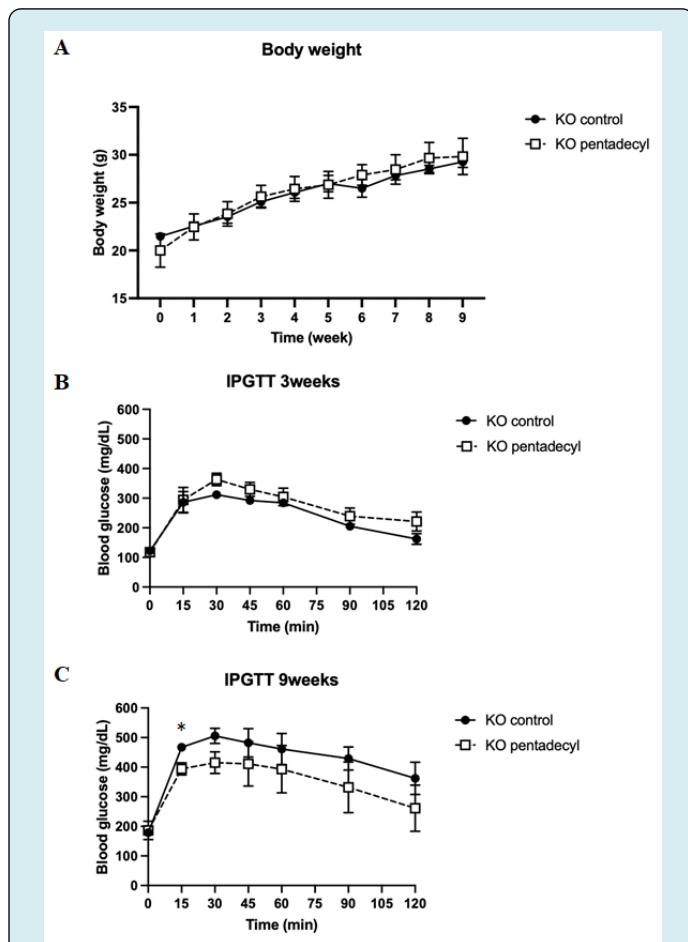 A
Body weight
35
30
25
20
15
Body weight (g)
0 1 2 3 4 5 6 7 8 9
Time (week)
KO control
KO pentadecyl
B
IPGTT 3weeks
600
500
400
300
200
100
0
Blood glucose (mg/dL)
0 15 30 45 60 75 90 105 120
Time (min)
KO control
KO pentadecyl
C
IPGTT 9weeks
600
500
400
300
200
100
0
Blood glucose (mg/dL)
*
0 15 30 45 60 75 90 105 120
Time (min)
KO control
KO pentadecyl